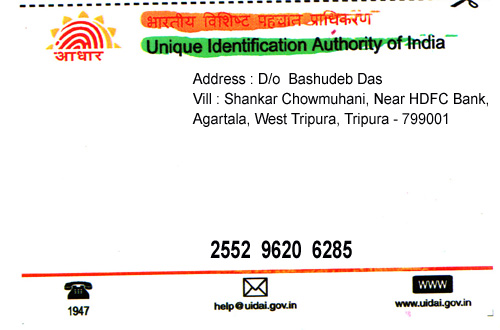 भारतीय विशिष्ट पहचान प्राधिकरण
Unique Identification Authority of India
आधार
Address : D/o Bashudeb Das
Vill : Shankar Chowmuhani, Near HDFC Bank,
Agartala, West Tripura, Tripura - 799001
2552 9620 6285
1947
help@uidai.gov.in
WWW
www.uidai.gov.in